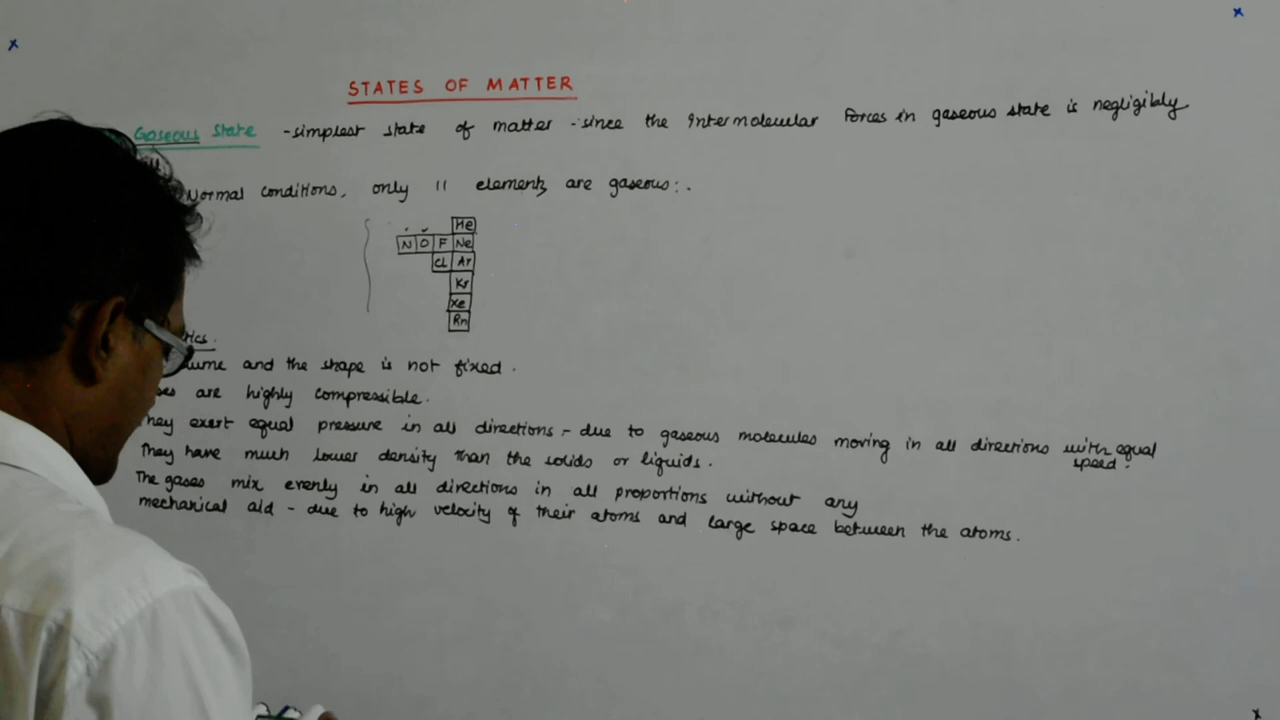 STATES OF MATTER
Gaseous State - simplest state of matter - since the Intermolecular Forces in gaseous state is negligibly
Normal conditions, only 11 elements are gaseous:.
He
N O F Ne
Cl Ar
Kr
Xe
Rn
and the shape is not fixed.
are highly compressible.
They exert equal pressure in all directions - due to gaseous molecules moving in all directions with equal
speed.
They have much lower density than the solids or liquids.
The gases mix evenly in all directions in all proportions without any
mechanical aid - due to high velocity of their atoms and large space between the atoms.